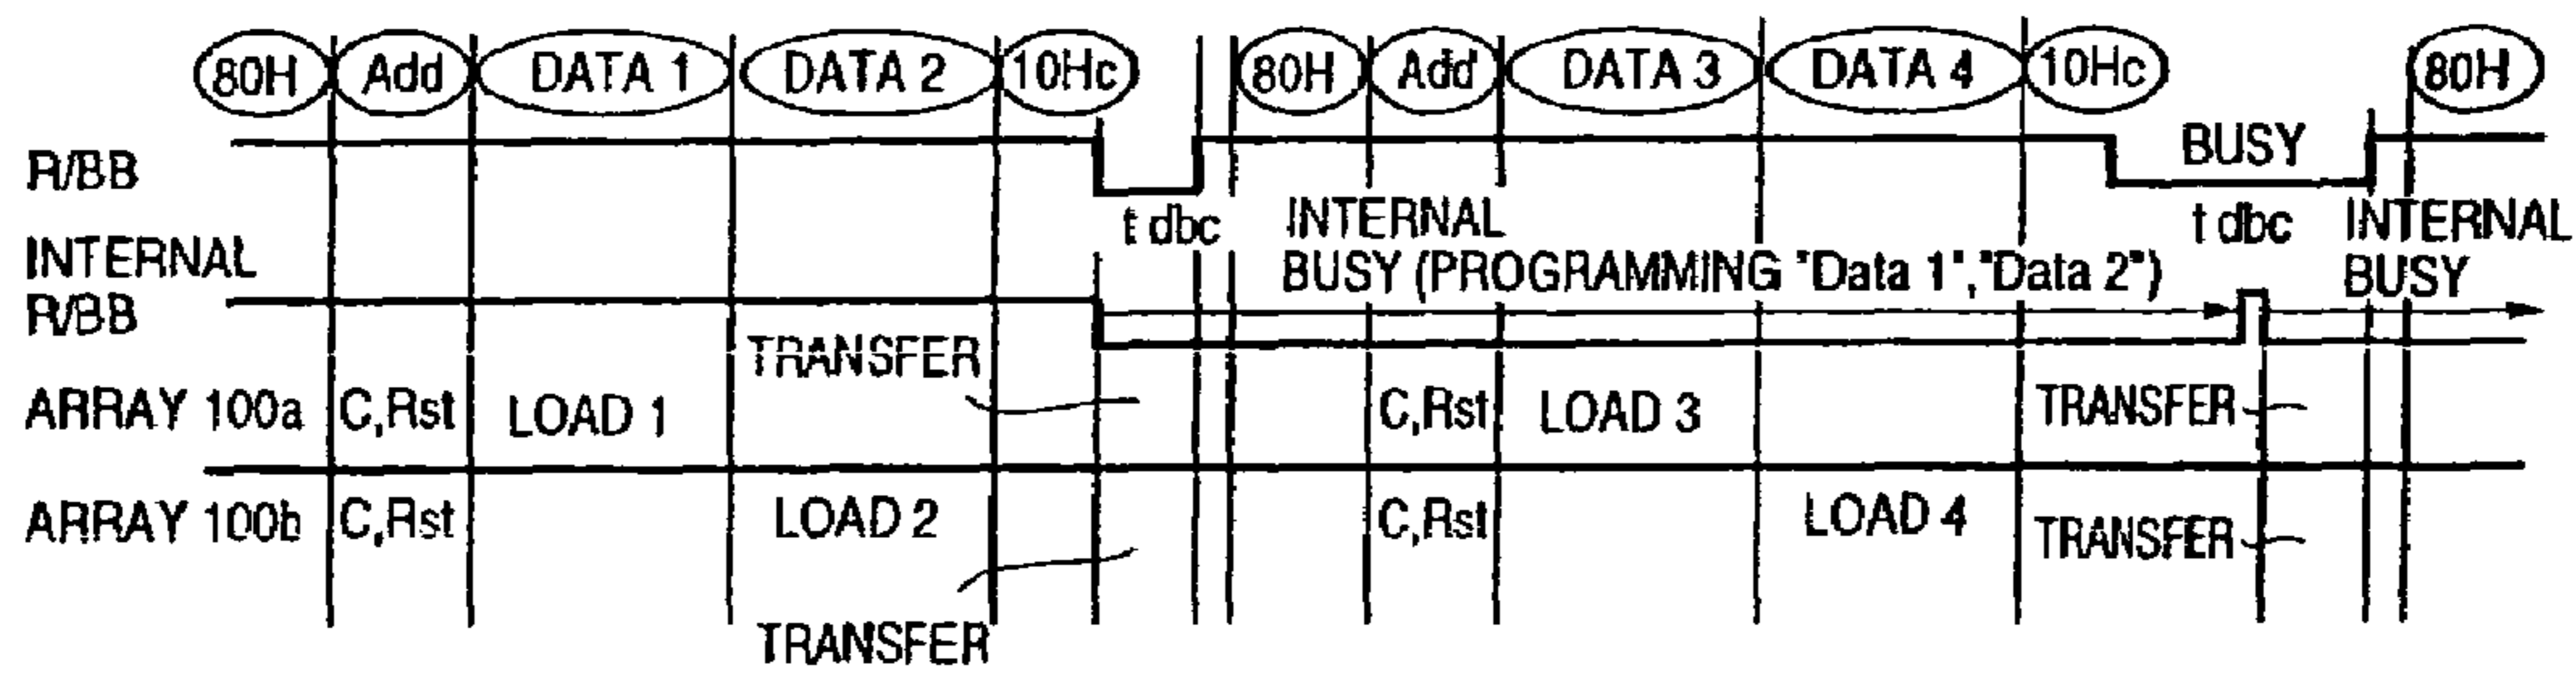 80H Add DATA 1 DATA 2 10Hc 80H Add DATA 3 DATA 4 10Hc 80H
R/BB
BUSY
t dbc
INTERNAL
BUSY (PROGRAMMING "Data 1","Data 2")
t dbc
INTERNAL
BUSY
INTERNAL
R/BB
TRANSFER
ARRAY 100a C,Rst LOAD 1 C,Rst LOAD 3 TRANSFER
ARRAY 100b C,Rst LOAD 2 C,Rst LOAD 4 TRANSFER
TRANSFER